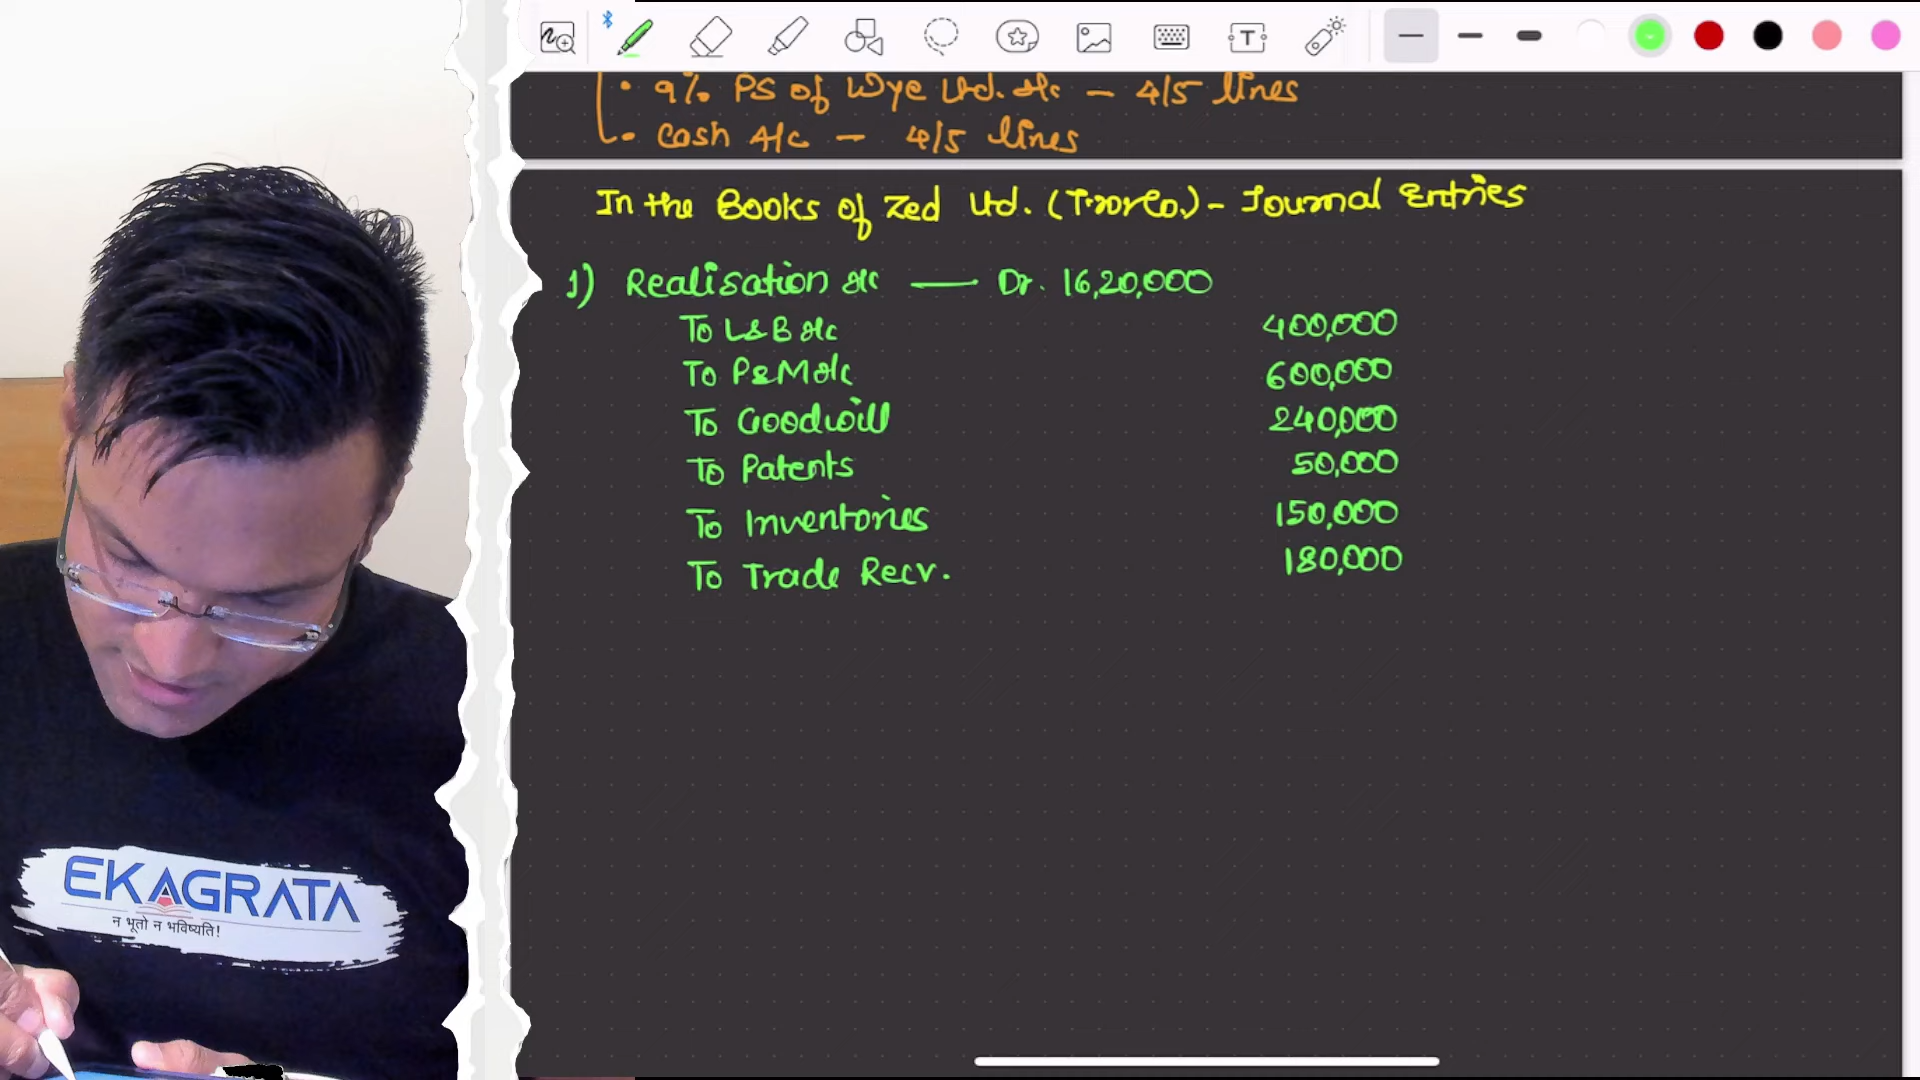 • 9% PS of Wye Ltd. A/c – 4/5 lines
• Cash A/c – 4/5 lines
In the Books of Zed Ltd. (T:ror Co.) - Journal Entries
1) Realisation A/c — Dr. 16,20,000
To L&B A/c 400,000
To P&M A/c 600,000
To Goodwill 240,000
To Patents 50,000
To Inventories 150,000
To Trade Recv. 180,000
EKAGRATA
न भूतो न भविष्यति!